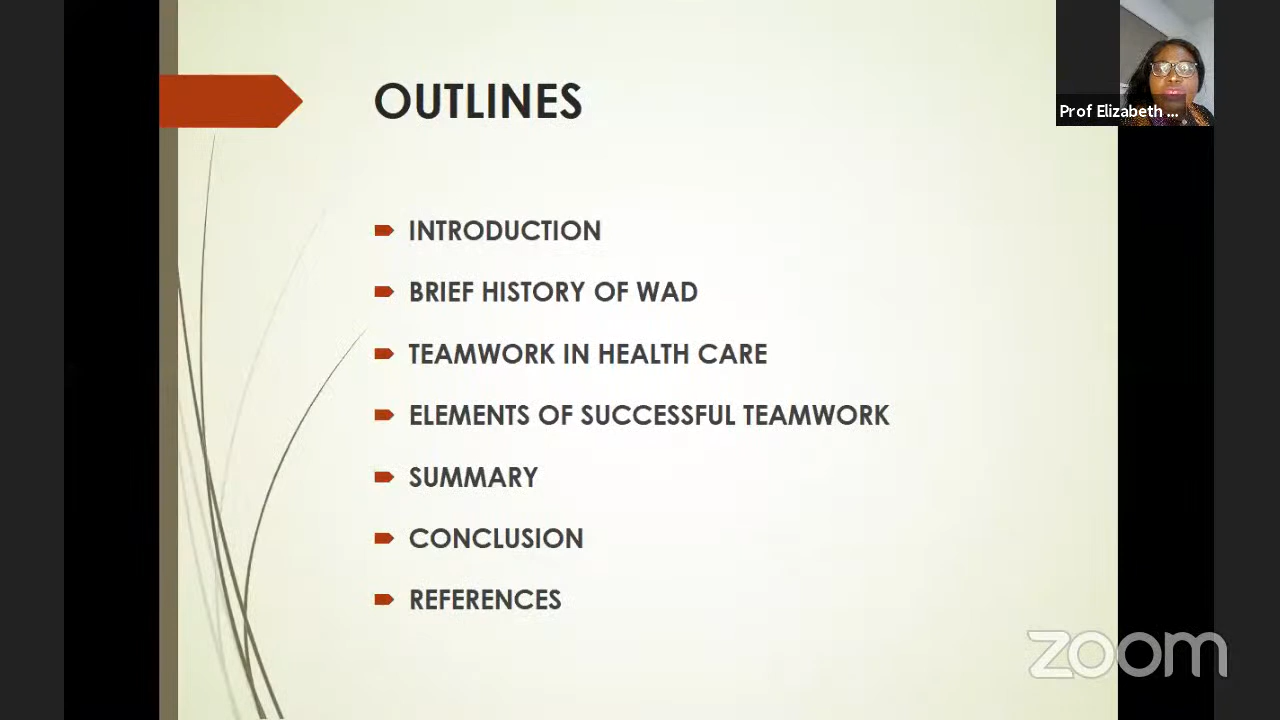 OUTLINES
Prof Elizabeth ...
INTRODUCTION
BRIEF HISTORY OF WAD
TEAMWORK IN HEALTH CARE
ELEMENTS OF SUCCESSFUL TEAMWORK
SUMMARY
CONCLUSION
REFERENCES
zoom